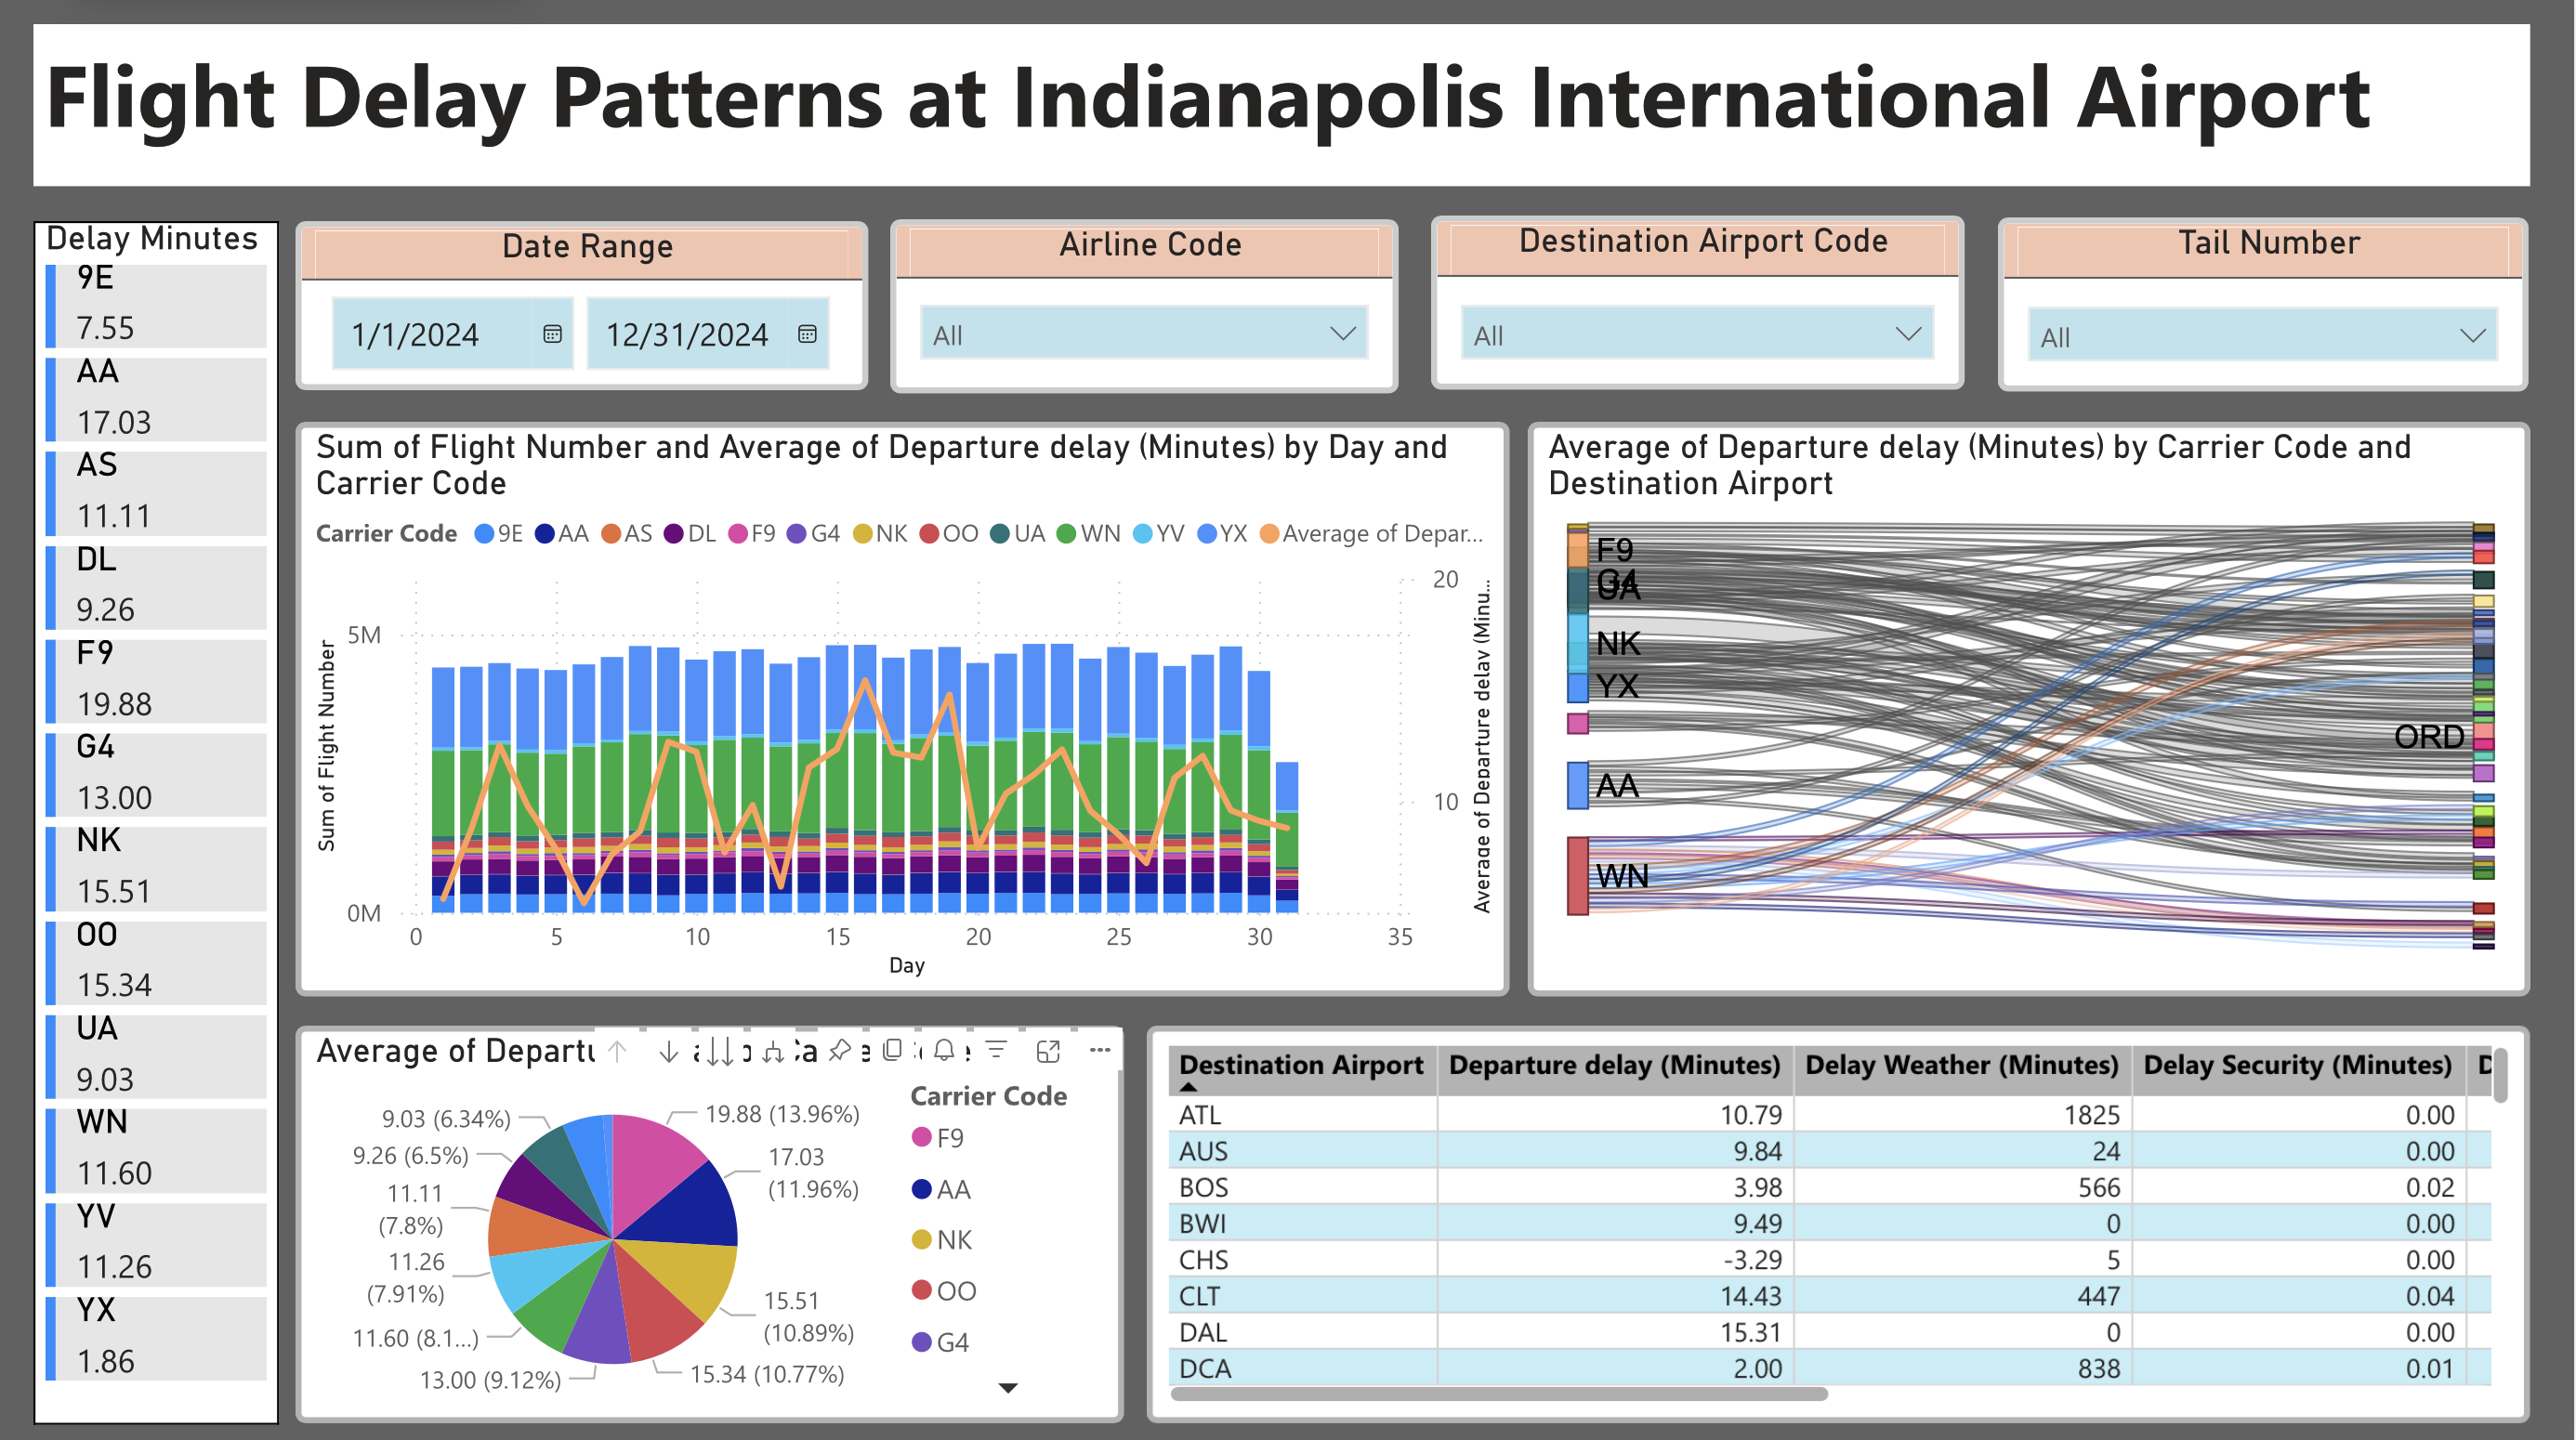 Flight Delay Patterns at Indianapolis International Airport
Delay Minutes
9E
7.55
AA
17.03
AS
11.11
DL
9.26
F9
19.88
G4
13.00
NK
15.51
OO
15.34
UA
9.03
WN
11.60
YV
11.26
YX
1.86
Date Range
1/1/2024 12/31/2024
Airline Code
All
Destination Airport Code
All
Tail Number
All
Sum of Flight Number and Average of Departure delay (Minutes) by Day and
Carrier Code
Carrier Code 9E AA AS DL F9 G4 NK OO UA WN YV YX Average of Depar...
Sum of Flight Number
5M
0M
20
10
Average of Departure delay (Minu...
0 5 10 15 20 25 30 35
Day
Average of Departure delay (Minutes) by Carrier Code and
Destination Airport
F9
G4
UA
NK
YX
AA
WN
ORD
Average of Departu
9.03 (6.34%)
9.26 (6.5%)
11.11
(7.8%)
11.26
(7.91%)
11.60 (8.1...)
13.00 (9.12%)
19.88 (13.96%)
17.03
(11.96%)
15.51
(10.89%)
15.34 (10.77%)
Carrier Code
F9
AA
NK
OO
G4
Destination Airport Departure delay (Minutes) Delay Weather (Minutes) Delay Security (Minutes) D
ATL 10.79 1825 0.00
AUS 9.84 24 0.00
BOS 3.98 566 0.02
BWI 9.49 0 0.00
CHS -3.29 5 0.00
CLT 14.43 447 0.04
DAL 15.31 0 0.00
DCA 2.00 838 0.01